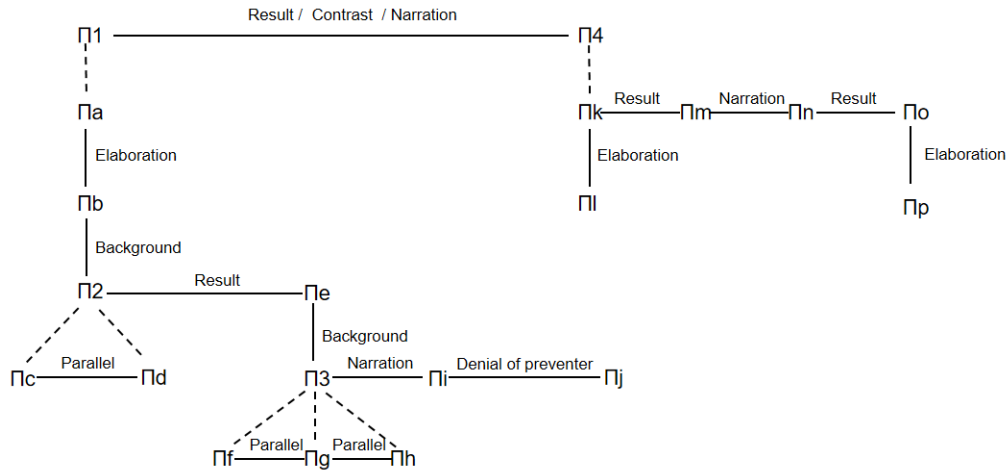 Result / Contrast / Narration
Π1 Π4
Πa Πk Result Πm Narration Πn Result Πo
Elaboration Elaboration Elaboration
Πb Πl Πp
Background
Π2 Result Πe
Background
Parallel Narration Denial of preventer
Πc Πd Π3 Πi Πj
Parallel Parallel
Πf Πg Πh